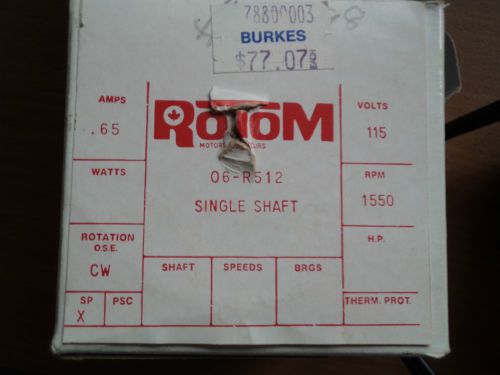 78800003
BURKES
$77.07
AMPS
.65
ROTOM
VOLTS
115
WATTS
06-R512
SINGLE SHAFT
RPM
1550
ROTATION
O.S.E.
CW
H.P.
SHAFT
SPEEDS
BRGS
SP
X
PSC
THERM. PROT.